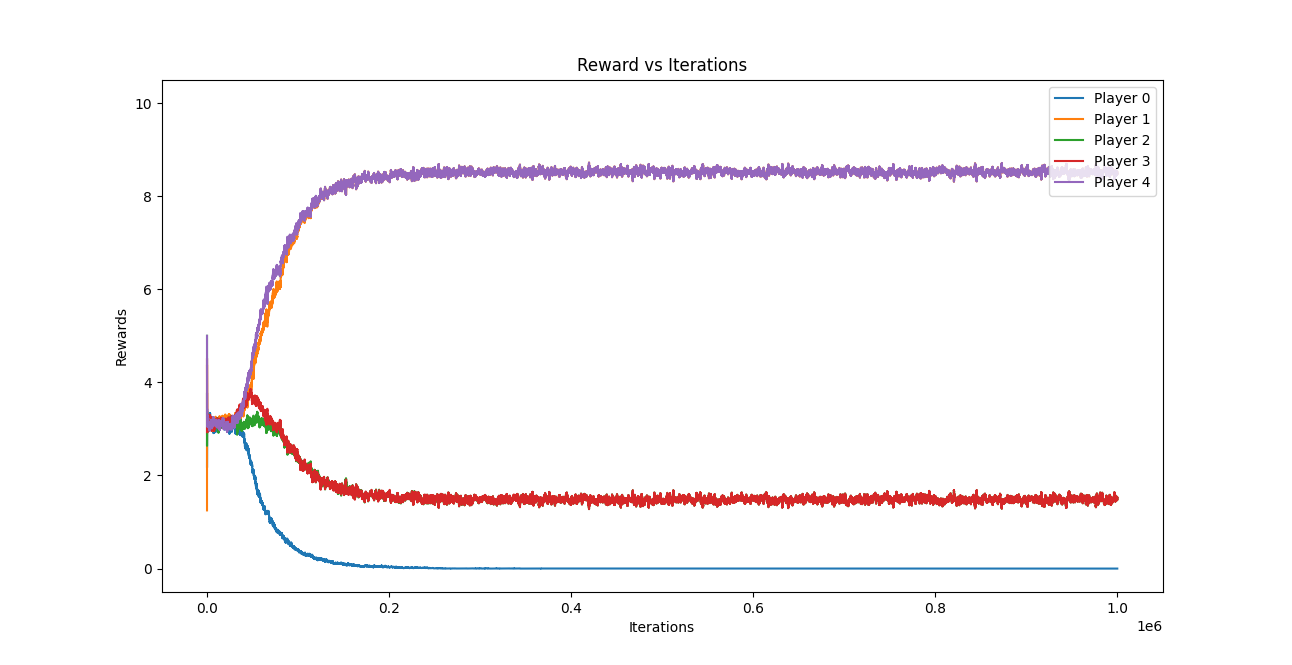 Reward vs Iterations
Rewards
10
8
6
4
2
0
Player 0
Player 1
Player 2
Player 3
Player 4
0.0 0.2 0.4 0.6 0.8 1.0
Iterations
1e6